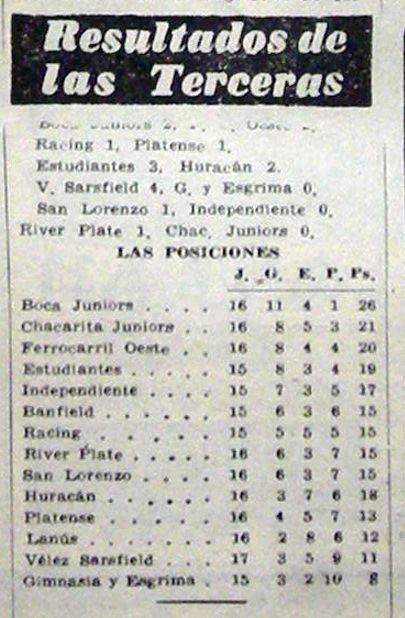 Resultados de
las Terceras
Boca Juniors 2,
Racing 1, Platense 1.
Estudiantes 3, Huracán 2.
V. Sarsfield 4, G. y Esgrima 0.
San Lorenzo 1, Independiente 0.
River Plate 1, Chac. Juniors 0.
LAS POSICIONES
J. G. E. P. Ps.
Boca Juniors . . . . 16 11 4 1 26
Chacarita Juniors . . 16 8 5 3 21
Ferrocarril Oeste . . 16 8 4 4 20
Estudiantes . . . . . 15 8 3 4 19
Independiente . . . . 15 7 3 5 17
Banfield . . . . . . 15 6 3 6 15
Racing . . . . . . 15 5 5 5 15
River Plate . . . . . 16 6 3 7 15
San Lorenzo . . . . 16 6 3 7 15
Huracán . . . . . . 16 3 7 6 18
Platense . . . . . . 16 4 5 7 13
Lanús . . . . . . 16 2 8 6 12
Vélez Sarsfield . . . 17 3 5 9 11
Gimnasia y Esgrima . 15 3 2 10 8